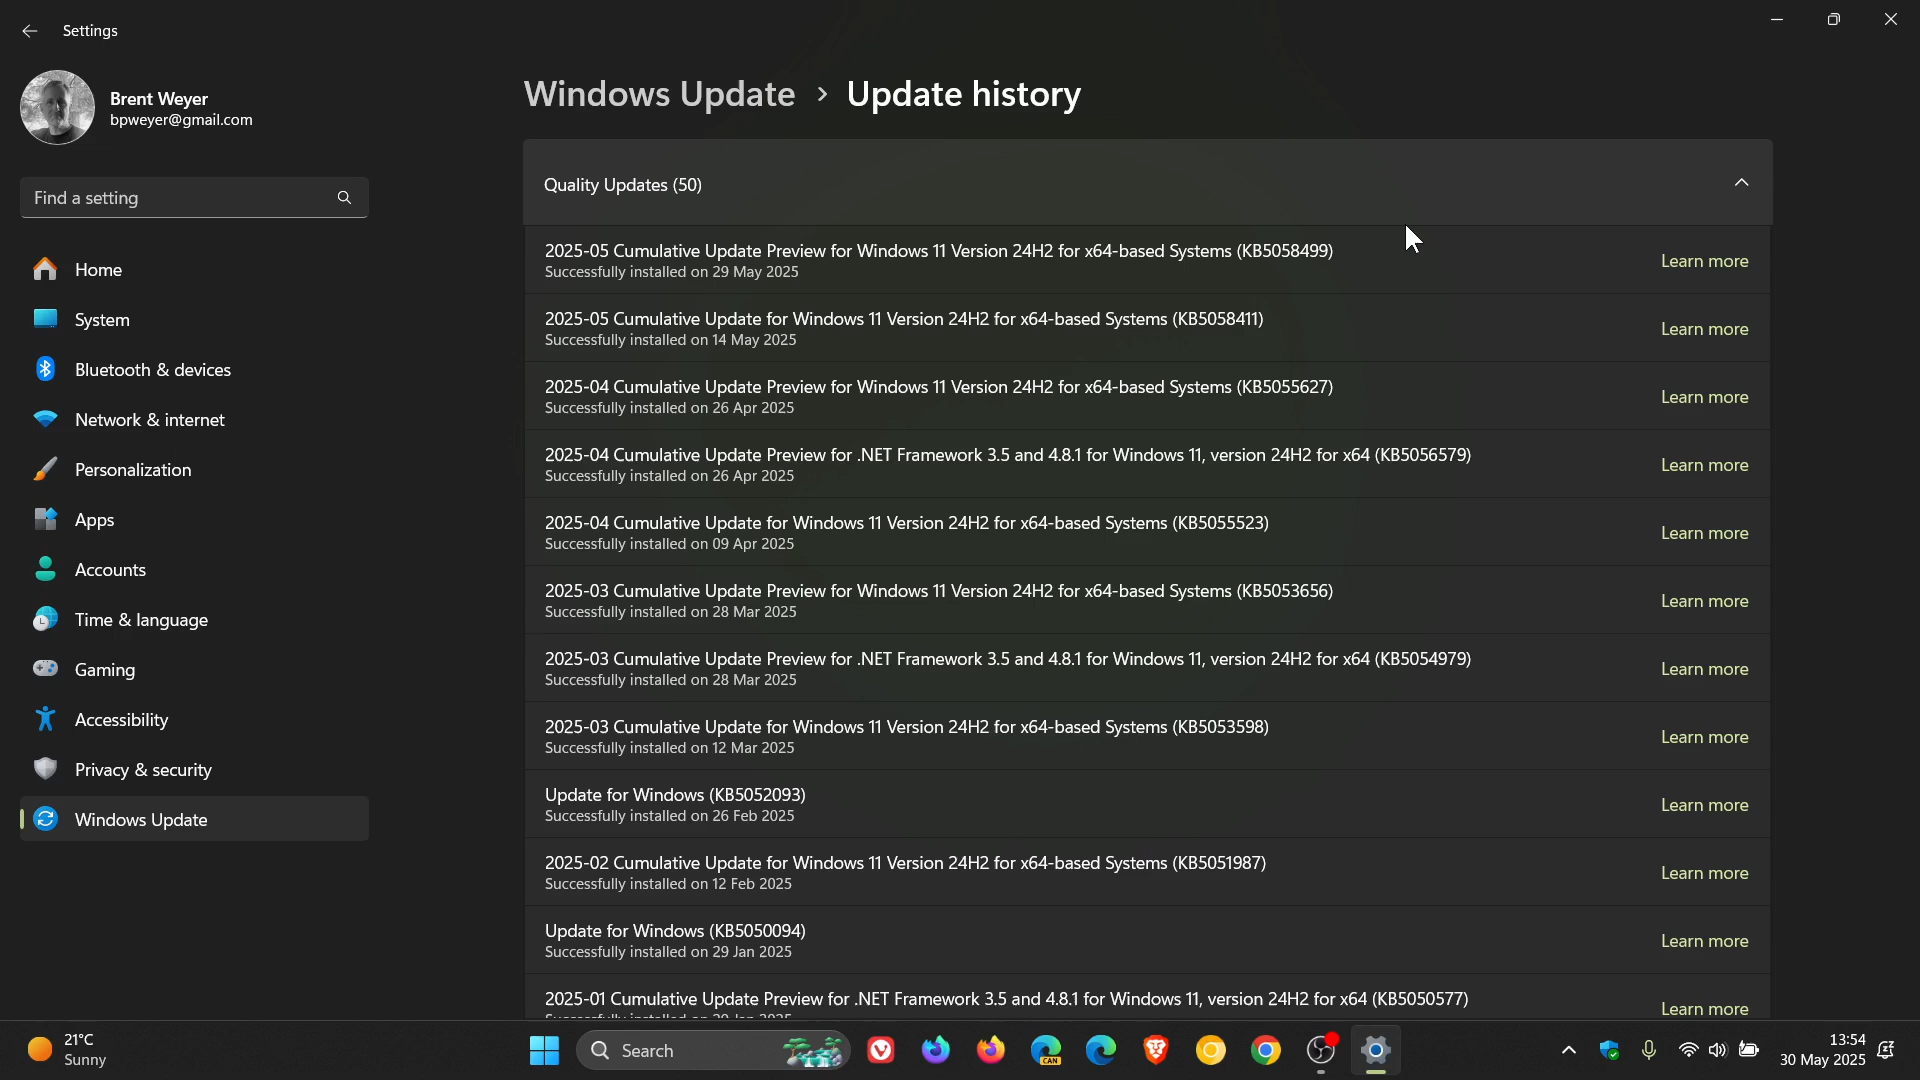 Settings
Brent Weyer
bpweyer@gmail.com
Find a setting
Home
System
Bluetooth & devices
Network & internet
Personalization
Apps
Accounts
Time & language
Gaming
Accessibility
Privacy & security
Windows Update
Windows Update > Update history
Quality Updates (50)
2025-05 Cumulative Update Preview for Windows 11 Version 24H2 for x64-based Systems (KB5058499)
Successfully installed on 29 May 2025
Learn more
2025-05 Cumulative Update for Windows 11 Version 24H2 for x64-based Systems (KB5058411)
Successfully installed on 14 May 2025
Learn more
2025-04 Cumulative Update Preview for Windows 11 Version 24H2 for x64-based Systems (KB5055627)
Successfully installed on 26 Apr 2025
Learn more
2025-04 Cumulative Update Preview for .NET Framework 3.5 and 4.8.1 for Windows 11, version 24H2 for x64 (KB5056579)
Successfully installed on 26 Apr 2025
Learn more
2025-04 Cumulative Update for Windows 11 Version 24H2 for x64-based Systems (KB5055523)
Successfully installed on 09 Apr 2025
Learn more
2025-03 Cumulative Update Preview for Windows 11 Version 24H2 for x64-based Systems (KB5053656)
Successfully installed on 28 Mar 2025
Learn more
2025-03 Cumulative Update Preview for .NET Framework 3.5 and 4.8.1 for Windows 11, version 24H2 for x64 (KB5054979)
Successfully installed on 28 Mar 2025
Learn more
2025-03 Cumulative Update for Windows 11 Version 24H2 for x64-based Systems (KB5053598)
Successfully installed on 12 Mar 2025
Learn more
Update for Windows (KB5052093)
Successfully installed on 26 Feb 2025
Learn more
2025-02 Cumulative Update for Windows 11 Version 24H2 for x64-based Systems (KB5051987)
Successfully installed on 12 Feb 2025
Learn more
Update for Windows (KB5050094)
Successfully installed on 29 Jan 2025
Learn more
2025-01 Cumulative Update Preview for .NET Framework 3.5 and 4.8.1 for Windows 11, version 24H2 for x64 (KB5050577)
Learn more
21°C
Sunny
Search
CAN
13:54
30 May 2025